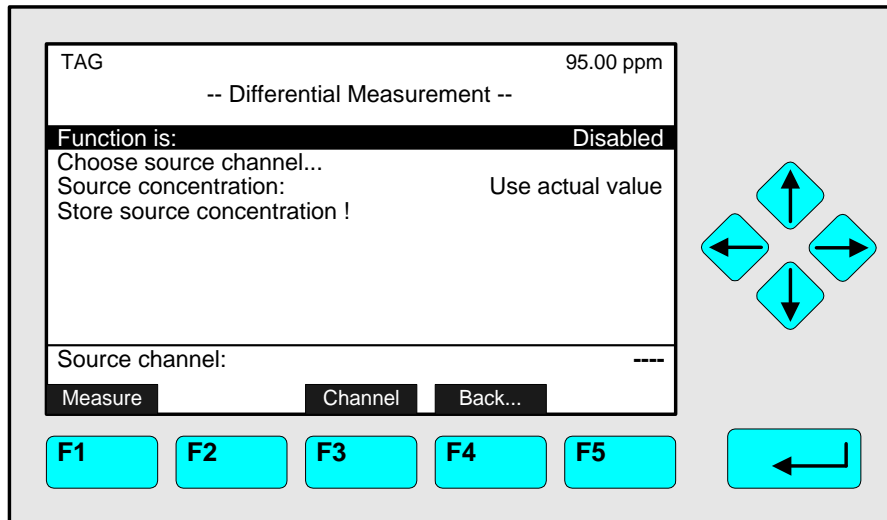 TAG 95.00 ppm
-- Differential Measurement --
Function is: Disabled
Choose source channel...
Source concentration: Use actual value
Store source concentration !
Source channel: ----
Measure Channel Back...
F1 F2 F3 F4 F5